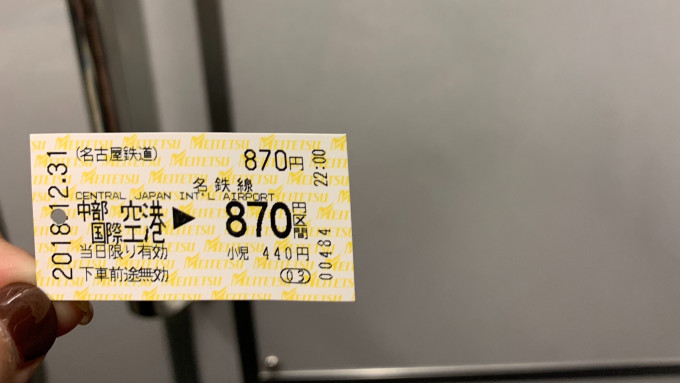 (名古屋鉄道) 870円
名鉄線
CENTRAL JAPAN INT'L AIRPORT
中部 空港
国際
▶ 870円区間
当日限り有効 小児 440円
下車前途無効 (03)
2018.12.31
22:00
00484
MEITETSU